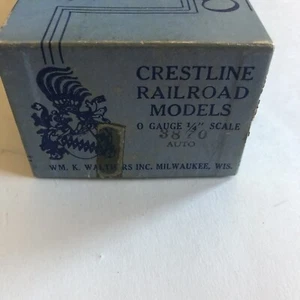 CRESTLINE
RAILROAD
MODELS
O GAUGE ¼" SCALE
3870
AUTO
WM. K. WALTHERS INC. MILWAUKEE, WIS.